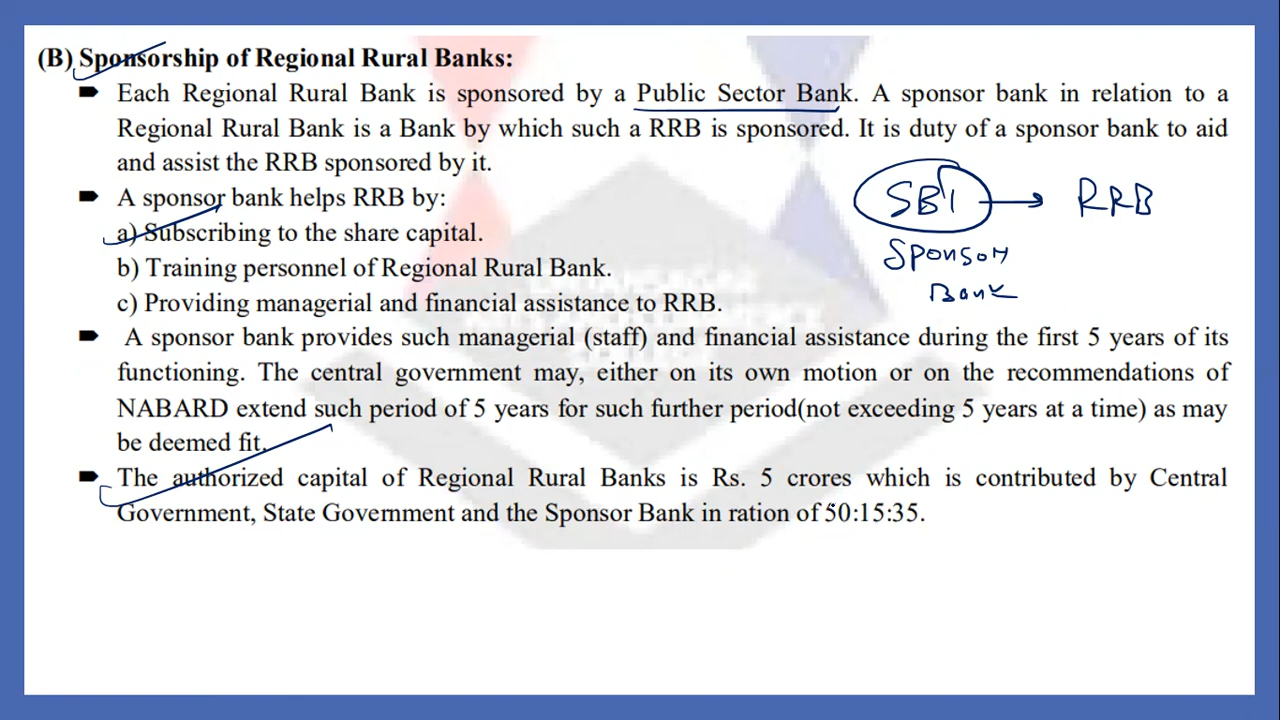 (B) Sponsorship of Regional Rural Banks:
Each Regional Rural Bank is sponsored by a Public Sector Bank. A sponsor bank in relation to a
Regional Rural Bank is a Bank by which such a RRB is sponsored. It is duty of a sponsor bank to aid
and assist the RRB sponsored by it.
A sponsor bank helps RRB by:
a) Subscribing to the share capital.
b) Training personnel of Regional Rural Bank.
c) Providing managerial and financial assistance to RRB.
SBI → RRB
Sponsor
Bank
A sponsor bank provides such managerial (staff) and financial assistance during the first 5 years of its
functioning. The central government may, either on its own motion or on the recommendations of
NABARD extend such period of 5 years for such further period(not exceeding 5 years at a time) as may
be deemed fit.
The authorized capital of Regional Rural Banks is Rs. 5 crores which is contributed by Central
Government, State Government and the Sponsor Bank in ration of 50:15:35.